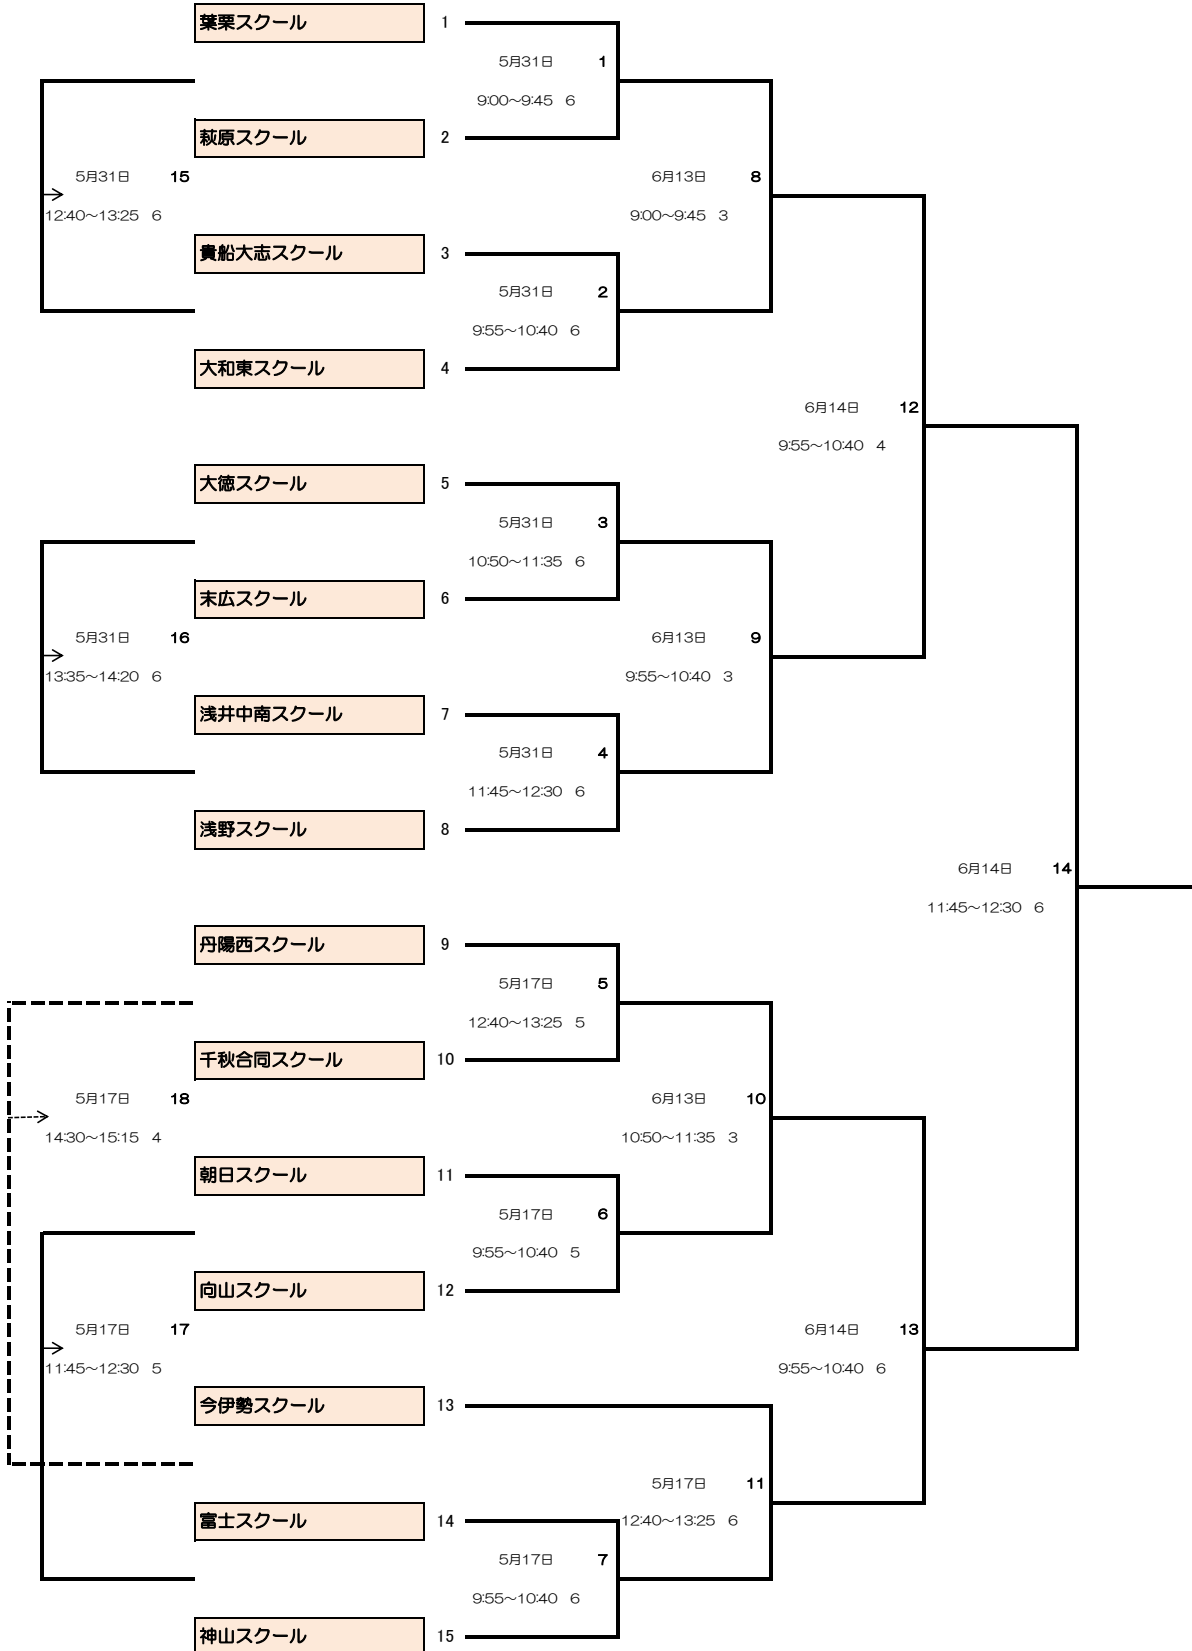 葉栗スクール 1
5月31日 1
9:00～9:45 6
萩原スクール 2
5月31日 15
6月13日 8
12:40～13:25 6
9:00～9:45 3
貴船大志スクール 3
5月31日 2
9:55～10:40 6
大和東スクール 4
6月14日 12
9:55～10:40 4
大徳スクール 5
5月31日 3
10:50～11:35 6
末広スクール 6
5月31日 16
6月13日 9
13:35～14:20 6
9:55～10:40 3
浅井中南スクール 7
5月31日 4
11:45～12:30 6
浅野スクール 8
6月14日 14
11:45～12:30 6
丹陽西スクール 9
5月17日 5
12:40～13:25 5
千秋合同スクール 10
5月17日 18
6月13日 10
14:30～15:15 4
10:50～11:35 3
朝日スクール 11
5月17日 6
9:55～10:40 5
向山スクール 12
5月17日 17
6月14日 13
11:45～12:30 5
9:55～10:40 6
今伊勢スクール 13
5月17日 11
富士スクール 14
12:40～13:25 6
5月17日 7
9:55～10:40 6
神山スクール 15